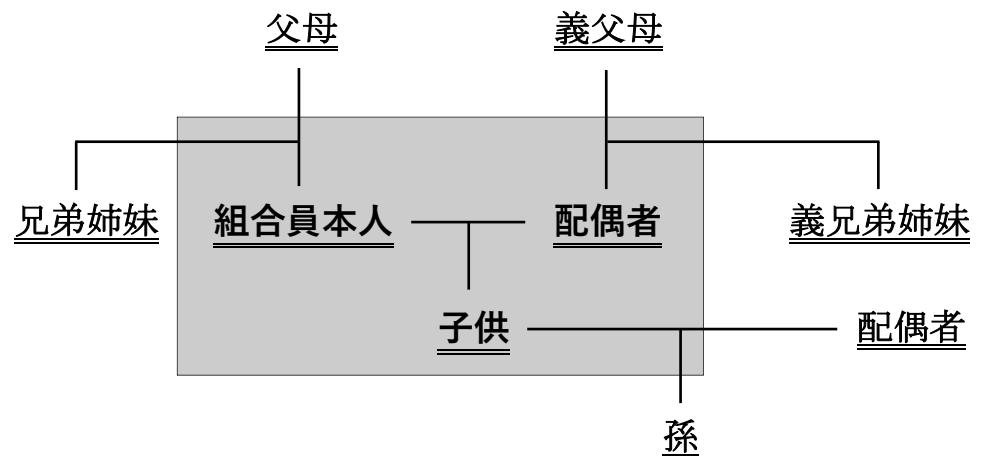 父母
義父母
兄弟姉妹
組合員本人
配偶者
義兄弟姉妹
子供
配偶者
孫